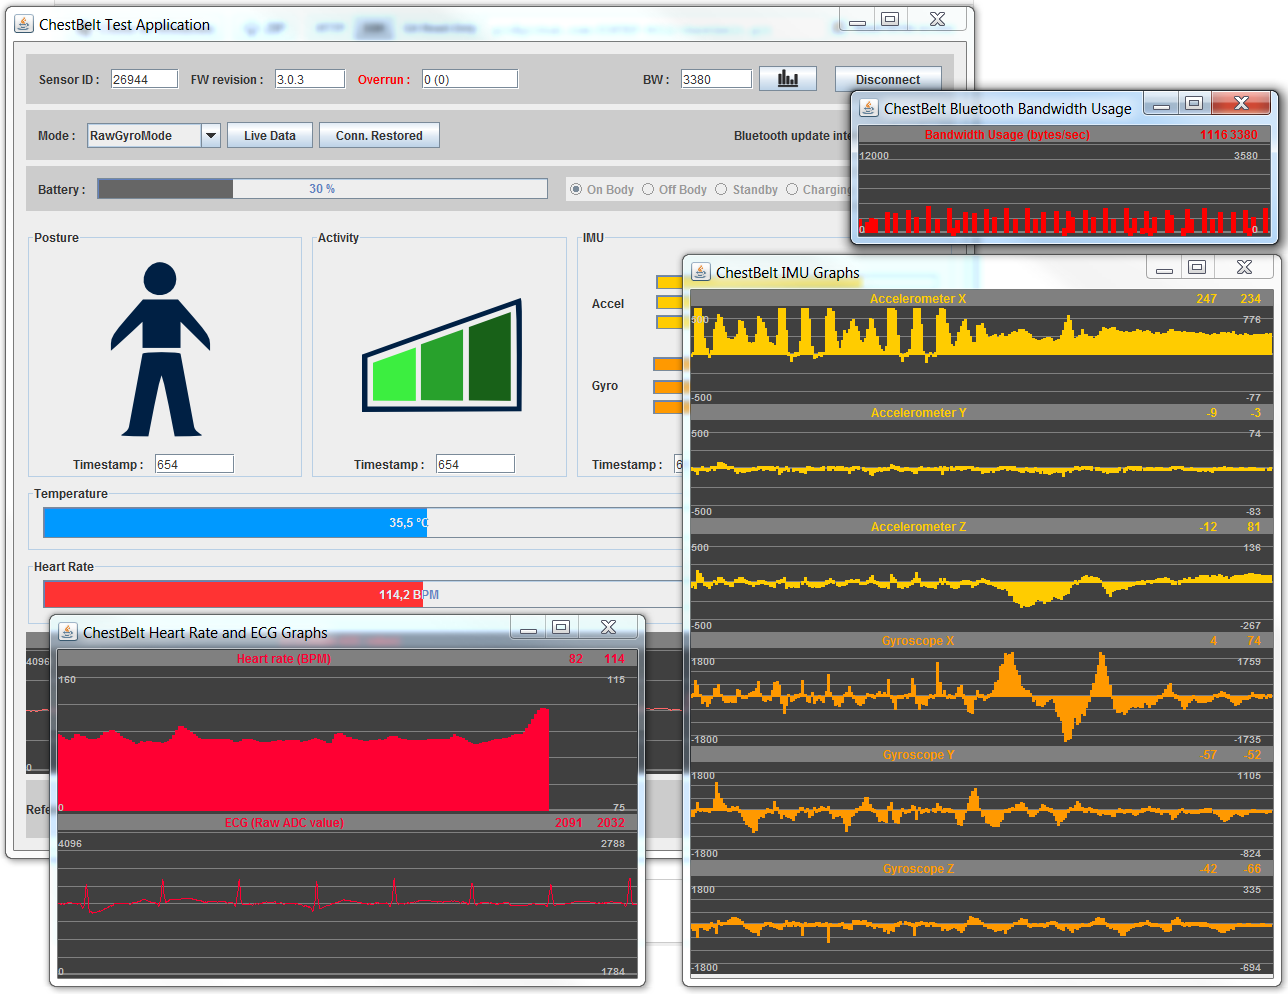 ChestBelt Test Application
Sensor ID : 26944 FW revision : 3.0.3 Overrun : 0 (0) BW : 3380 Disconnect
Mode : RawGyroMode Live Data Conn. Restored Bluetooth update inte
Battery : 30 % On Body Off Body Standby Charging
ChestBelt Bluetooth Bandwidth Usage
Bandwidth Usage (bytes/sec) 1116 3380
12000 3580
0 0
Posture Activity IMU
Accel
Gyro
Timestamp : 654 Timestamp : 654 Timestamp : 6
Temperature
35,5 °C
Heart Rate
114,2 BPM
4096
0
Refe
ChestBelt IMU Graphs
Accelerometer X 247 234
500 776
-500 -77
Accelerometer Y -9 -3
500 74
-500 -83
Accelerometer Z -12 81
500 136
-500 -267
Gyroscope X 4 74
1800 1759
-1800 -1735
Gyroscope Y -57 -52
1800 1105
-1800 -824
Gyroscope Z -42 -66
1800 335
-1800 -694
ChestBelt Heart Rate and ECG Graphs
Heart rate (BPM) 82 114
160 115
0 75
ECG (Raw ADC value) 2091 2032
4096 2788
0 1784